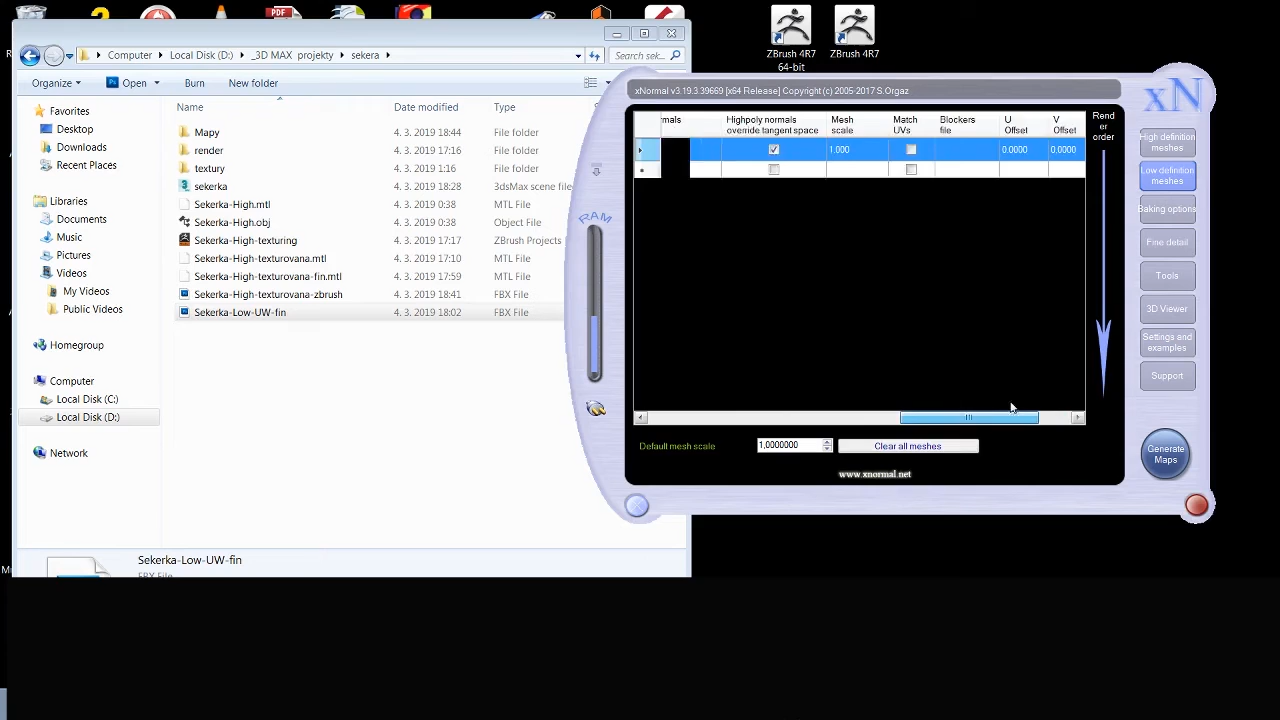 ZBrush 4R7
64-bit
ZBrush 4R7
PDF
Computer
Local Disk (D:)
_3D MAX projekty
sekera
Search sek...
Organize
Open
Burn
New folder
Favorites
Desktop
Downloads
Recent Places
Libraries
Documents
Music
Pictures
Videos
My Videos
Public Videos
Homegroup
Computer
Local Disk (C:)
Local Disk (D:)
Network
Name Date modified Type
Mapy 4. 3. 2019 18:44 File folder
render 4. 3. 2019 17:16 File folder
textury 4. 3. 2019 1:16 File folder
sekerka 4. 3. 2019 18:28 3dsMax scene file
Sekerka-High.mtl 4. 3. 2019 0:38 MTL File
Sekerka-High.obj 4. 3. 2019 0:38 Object File
Sekerka-High-texturing 4. 3. 2019 17:17 ZBrush Projects
Sekerka-High-texturovana.mtl 4. 3. 2019 17:10 MTL File
Sekerka-High-texturovana-fin.mtl 4. 3. 2019 17:59 MTL File
Sekerka-High-texturovana-zbrush 4. 3. 2019 18:41 FBX File
Sekerka-Low-UW-fin 4. 3. 2019 18:02 FBX File
Sekerka-Low-UW-fin
FBX File
xNormal v3.19.3.39669 [x64 Release] Copyright (c) 2005-2017 S.Orgaz
xN
RAM
rmals
Highpoly normals
override tangent space
Mesh
scale
Match
UVs
Blockers
file
U
Offset
V
Offset
1.000 0.0000 0.0000
Rend
er
order
High definition
meshes
Low definition
meshes
Baking options
Fine detail
Tools
3D Viewer
Settings and
examples
Support
Generate
Maps
Default mesh scale 1,0000000 Clear all meshes
www.xnormal.net